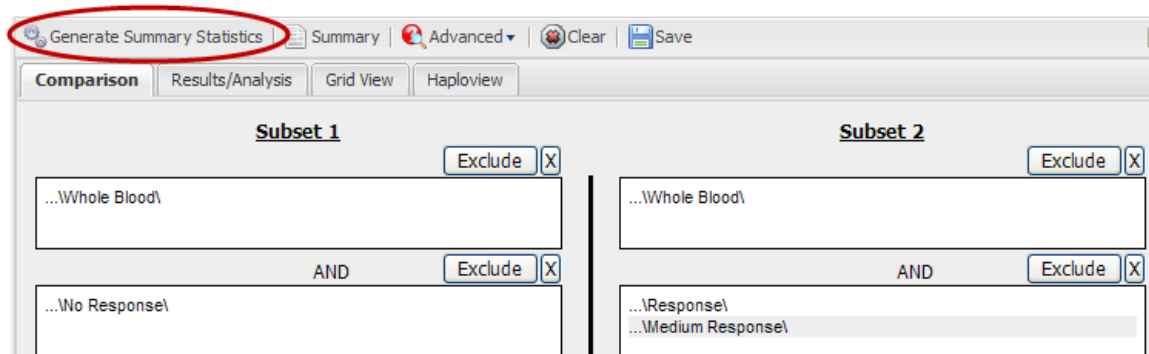 Generate Summary Statistics Summary Advanced Clear Save
Comparison Results/Analysis Grid View Haploview
Subset 1 Subset 2
Exclude X Exclude X
...\Whole Blood\ ...\Whole Blood\
AND Exclude X AND Exclude X
...\No Response\ ...\Response\
...\Medium Response\